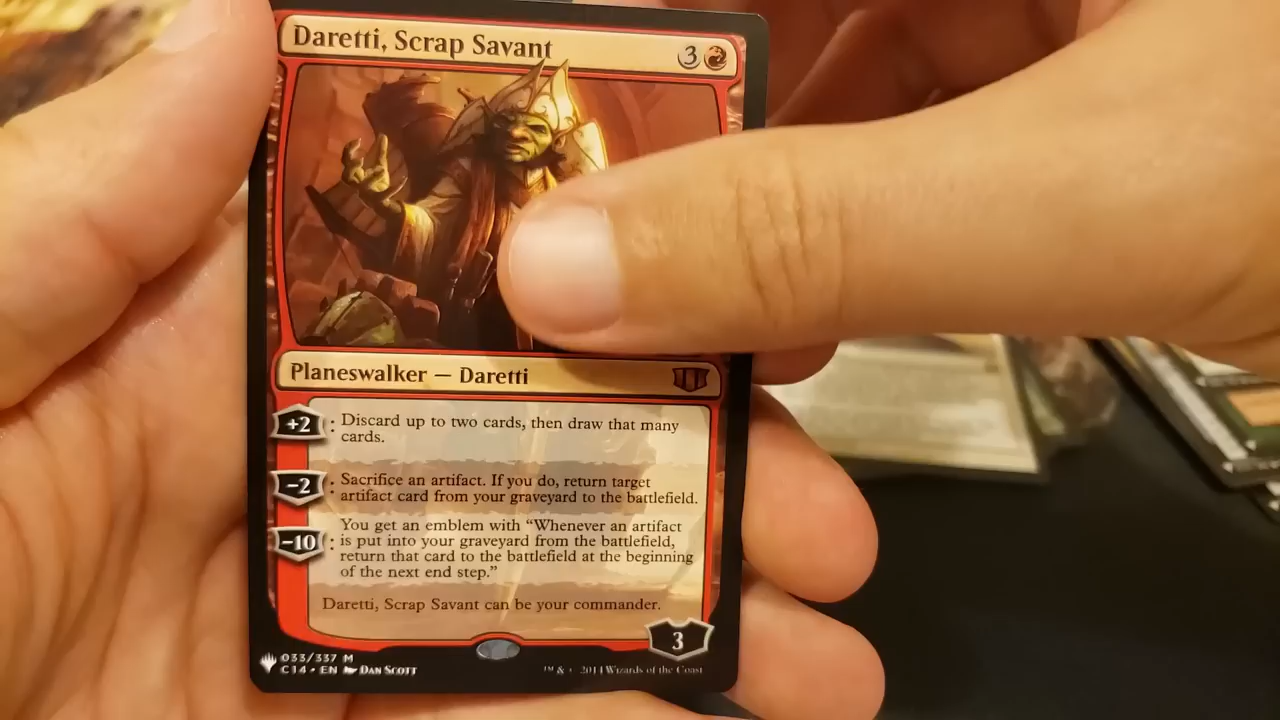 Daretti, Scrap Savant 3
Planeswalker — Daretti
+2 : Discard up to two cards, then draw that many
cards.
−2 : Sacrifice an artifact. If you do, return target
artifact card from your graveyard to the battlefield.
You get an emblem with “Whenever an artifact
−10 : is put into your graveyard from the battlefield,
return that card to the battlefield at the beginning
of the next end step.”
Daretti, Scrap Savant can be your commander.
3
033/337 M
C14 • EN DAN SCOTT
™ & © 2014 Wizards of the Coast